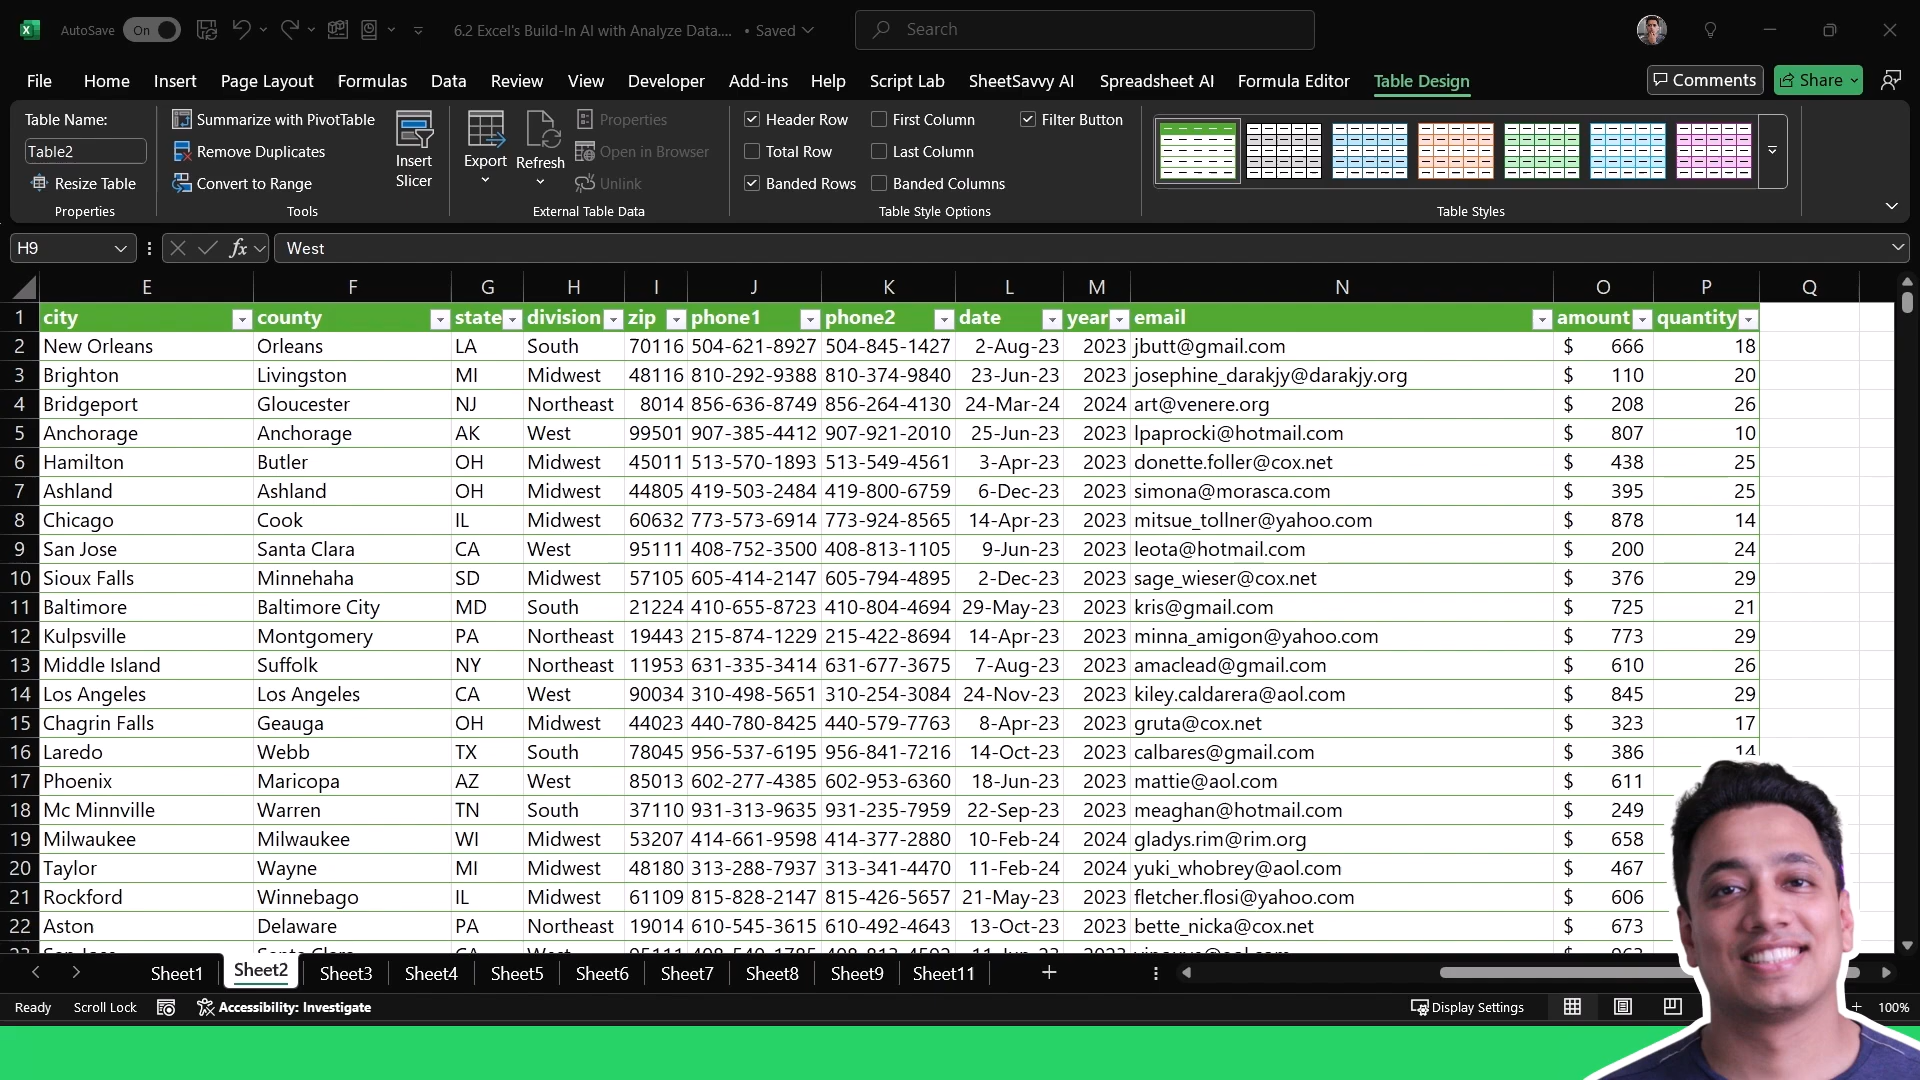 AutoSave On 6.2 Excel's Build-In AI with Analyze Data.... • Saved Search
File Home Insert Page Layout Formulas Data Review View Developer Add-ins Help Script Lab SheetSavvy AI Spreadsheet AI Formula Editor Table Design Comments Share
Table Name: Summarize with PivotTable Properties Header Row First Column Filter Button
Table2 Remove Duplicates Insert Slicer Export Refresh Open in Browser Total Row Last Column
Resize Table Convert to Range Unlink Banded Rows Banded Columns
Properties Tools External Table Data Table Style Options Table Styles
H9 fx West
E F G H I J K L M N O P Q
1 city county state division zip phone1 phone2 date year email amount quantity
2 New Orleans Orleans LA South 70116 504-621-8927 504-845-1427 2-Aug-23 2023 jbutt@gmail.com $ 666 18
3 Brighton Livingston MI Midwest 48116 810-292-9388 810-374-9840 23-Jun-23 2023 josephine_darakjy@darakjy.org $ 110 20
4 Bridgeport Gloucester NJ Northeast 8014 856-636-8749 856-264-4130 24-Mar-24 2024 art@venere.org $ 208 26
5 Anchorage Anchorage AK West 99501 907-385-4412 907-921-2010 25-Jun-23 2023 lpaprocki@hotmail.com $ 807 10
6 Hamilton Butler OH Midwest 45011 513-570-1893 513-549-4561 3-Apr-23 2023 donette.foller@cox.net $ 438 25
7 Ashland Ashland OH Midwest 44805 419-503-2484 419-800-6759 6-Dec-23 2023 simona@morasca.com $ 395 25
8 Chicago Cook IL Midwest 60632 773-573-6914 773-924-8565 14-Apr-23 2023 mitsue_tollner@yahoo.com $ 878 14
9 San Jose Santa Clara CA West 95111 408-752-3500 408-813-1105 9-Jun-23 2023 leota@hotmail.com $ 200 24
10 Sioux Falls Minnehaha SD Midwest 57105 605-414-2147 605-794-4895 2-Dec-23 2023 sage_wieser@cox.net $ 376 29
11 Baltimore Baltimore City MD South 21224 410-655-8723 410-804-4694 29-May-23 2023 kris@gmail.com $ 725 21
12 Kulpsville Montgomery PA Northeast 19443 215-874-1229 215-422-8694 14-Apr-23 2023 minna_amigon@yahoo.com $ 773 29
13 Middle Island Suffolk NY Northeast 11953 631-335-3414 631-677-3675 7-Aug-23 2023 amaclead@gmail.com $ 610 26
14 Los Angeles Los Angeles CA West 90034 310-498-5651 310-254-3084 24-Nov-23 2023 kiley.caldarera@aol.com $ 845 29
15 Chagrin Falls Geauga OH Midwest 44023 440-780-8425 440-579-7763 8-Apr-23 2023 gruta@cox.net $ 323 17
16 Laredo Webb TX South 78045 956-537-6195 956-841-7216 14-Oct-23 2023 calbares@gmail.com $ 386 14
17 Phoenix Maricopa AZ West 85013 602-277-4385 602-953-6360 18-Jun-23 2023 mattie@aol.com $ 611
18 Mc Minnville Warren TN South 37110 931-313-9635 931-235-7959 22-Sep-23 2023 meaghan@hotmail.com $ 249
19 Milwaukee Milwaukee WI Midwest 53207 414-661-9598 414-377-2880 10-Feb-24 2024 gladys.rim@rim.org $ 658
20 Taylor Wayne MI Midwest 48180 313-288-7937 313-341-4470 11-Feb-24 2024 yuki_whobrey@aol.com $ 467
21 Rockford Winnebago IL Midwest 61109 815-828-2147 815-426-5657 21-May-23 2023 fletcher.flosi@yahoo.com $ 606
22 Aston Delaware PA Northeast 19014 610-545-3615 610-492-4643 13-Oct-23 2023 bette_nicka@cox.net $ 673
Sheet1 Sheet2 Sheet3 Sheet4 Sheet5 Sheet6 Sheet7 Sheet8 Sheet9 Sheet11
Ready Scroll Lock Accessibility: Investigate Display Settings 100%